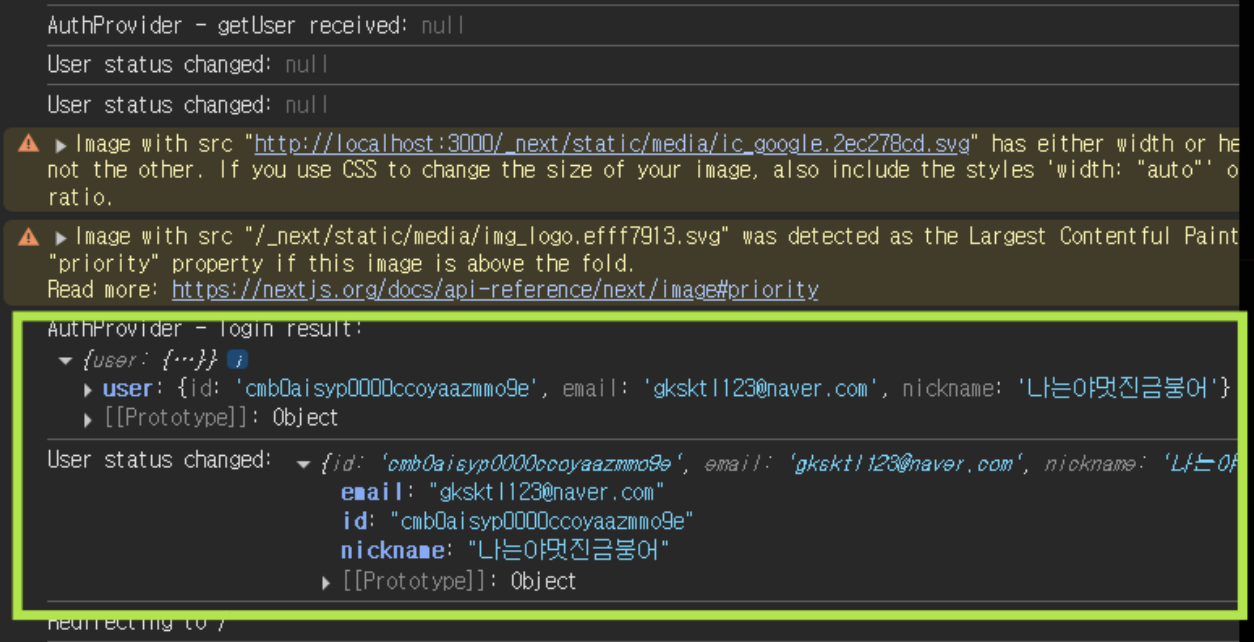 AuthProvider - getUser received: null
User status changed: null
User status changed: null
Image with src "http://localhost:3000/_next/static/media/ic_google.2ec278cd.svg" has either width or he
not the other. If you use CSS to change the size of your image, also include the styles 'width: "auto"' o
ratio.
Image with src "/_next/static/media/img_logo.efff7913.svg" was detected as the Largest Contentful Paint
"priority" property if this image is above the fold.
Read more: https://nextjs.org/docs/api-reference/next/image#priority
AuthProvider - login result:
{user: {…}} i
user: {id: 'cmb0aisyp0000ccoyaazmmo9e', email: 'gksktl123@naver.com', nickname: '나는야멋진금붕어'}
[[Prototype]]: Object
User status changed: {id: 'cmb0aisyp0000ccoyaazmmo9e', email: 'gksktl123@naver.com', nickname: '나는야
email: "gksktl123@naver.com"
id: "cmb0aisyp0000ccoyaazmmo9e"
nickname: "나는야멋진금붕어"
[[Prototype]]: Object
Redirecting to /